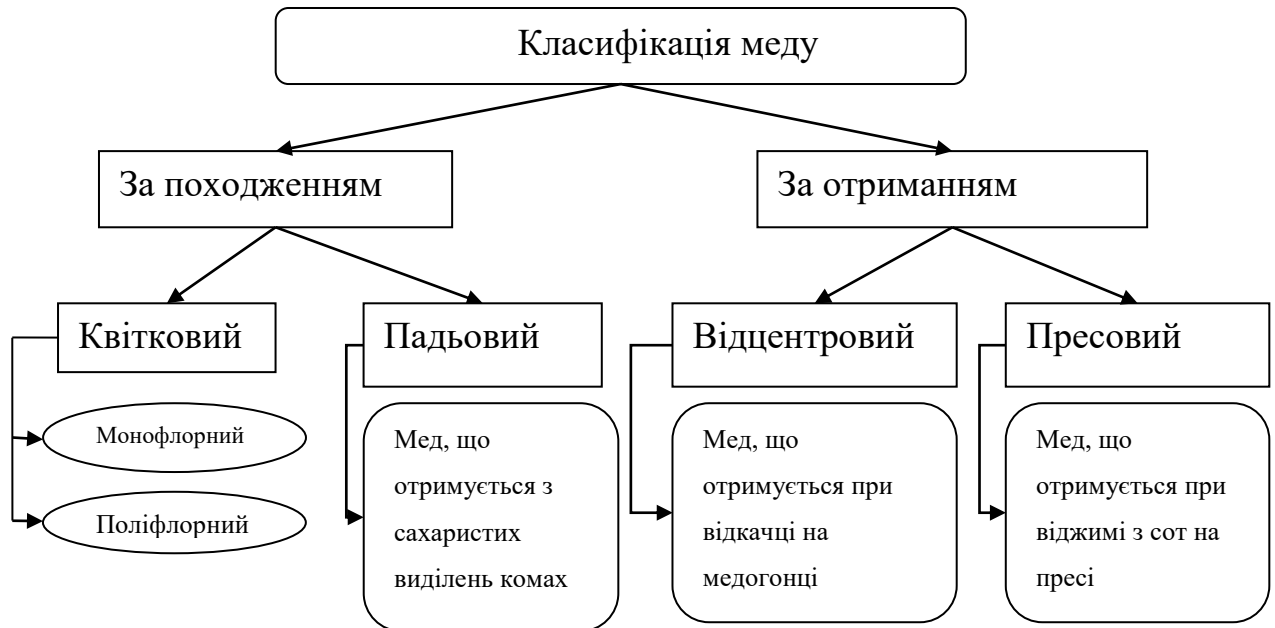 Класифікація меду
За походженням
За отриманням
Квітковий
Падьовий
Відцентровий
Пресовий
Монофлорний
Поліфлорний
Мед, що
отримується з
сахаристих
виділень комах
Мед, що
отримується при
відкачці на
медогонці
Мед, що
отримується при
віджимі з сот на
пресі